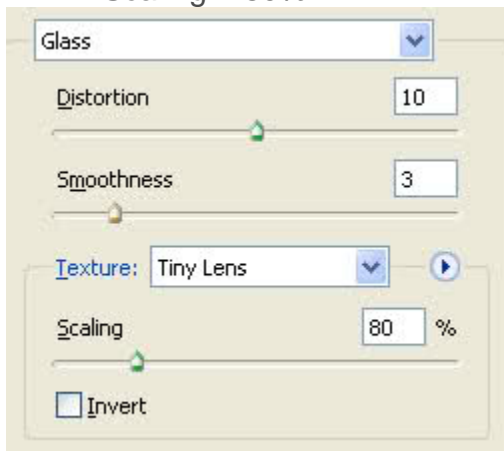 Glass
Distortion 10
Smoothness 3
Texture: Tiny Lens
Scaling 80 %
Invert